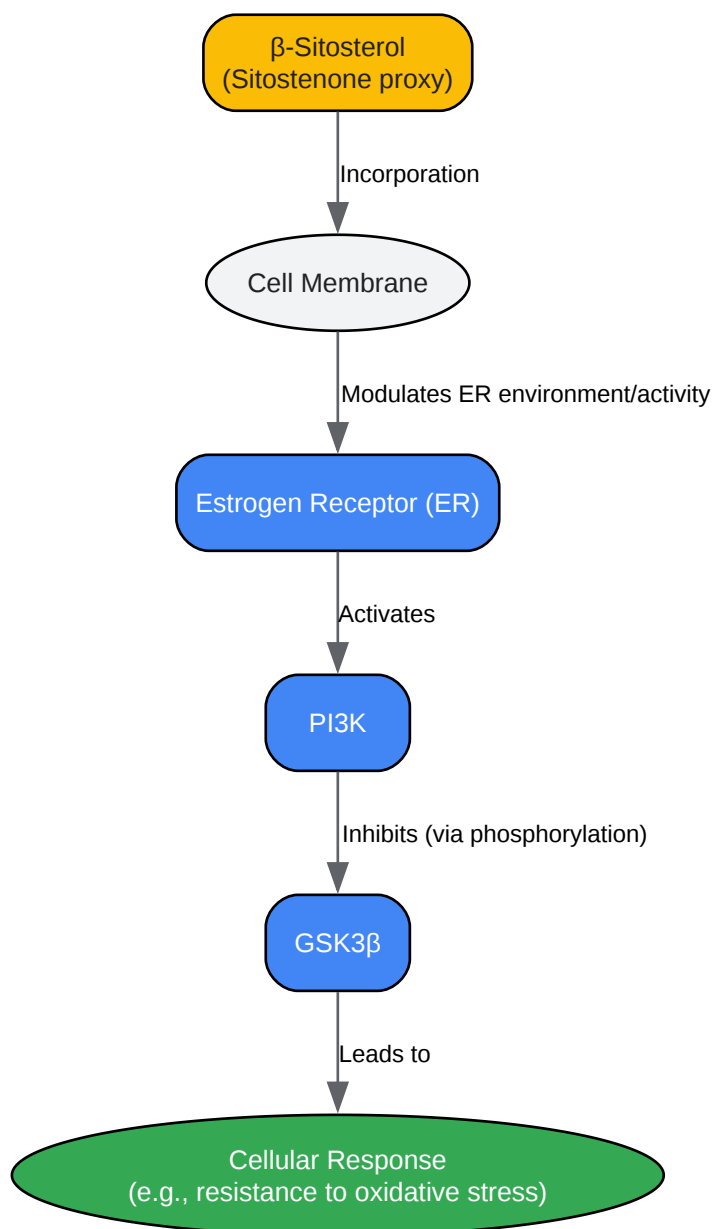 β-Sitosterol
(Sitostenone proxy)
Incorporation
Cell Membrane
Modulates ER environment/activity
Estrogen Receptor (ER)
Activates
PI3K
Inhibits (via phosphorylation)
GSK3β
Leads to
Cellular Response
(e.g., resistance to oxidative stress)